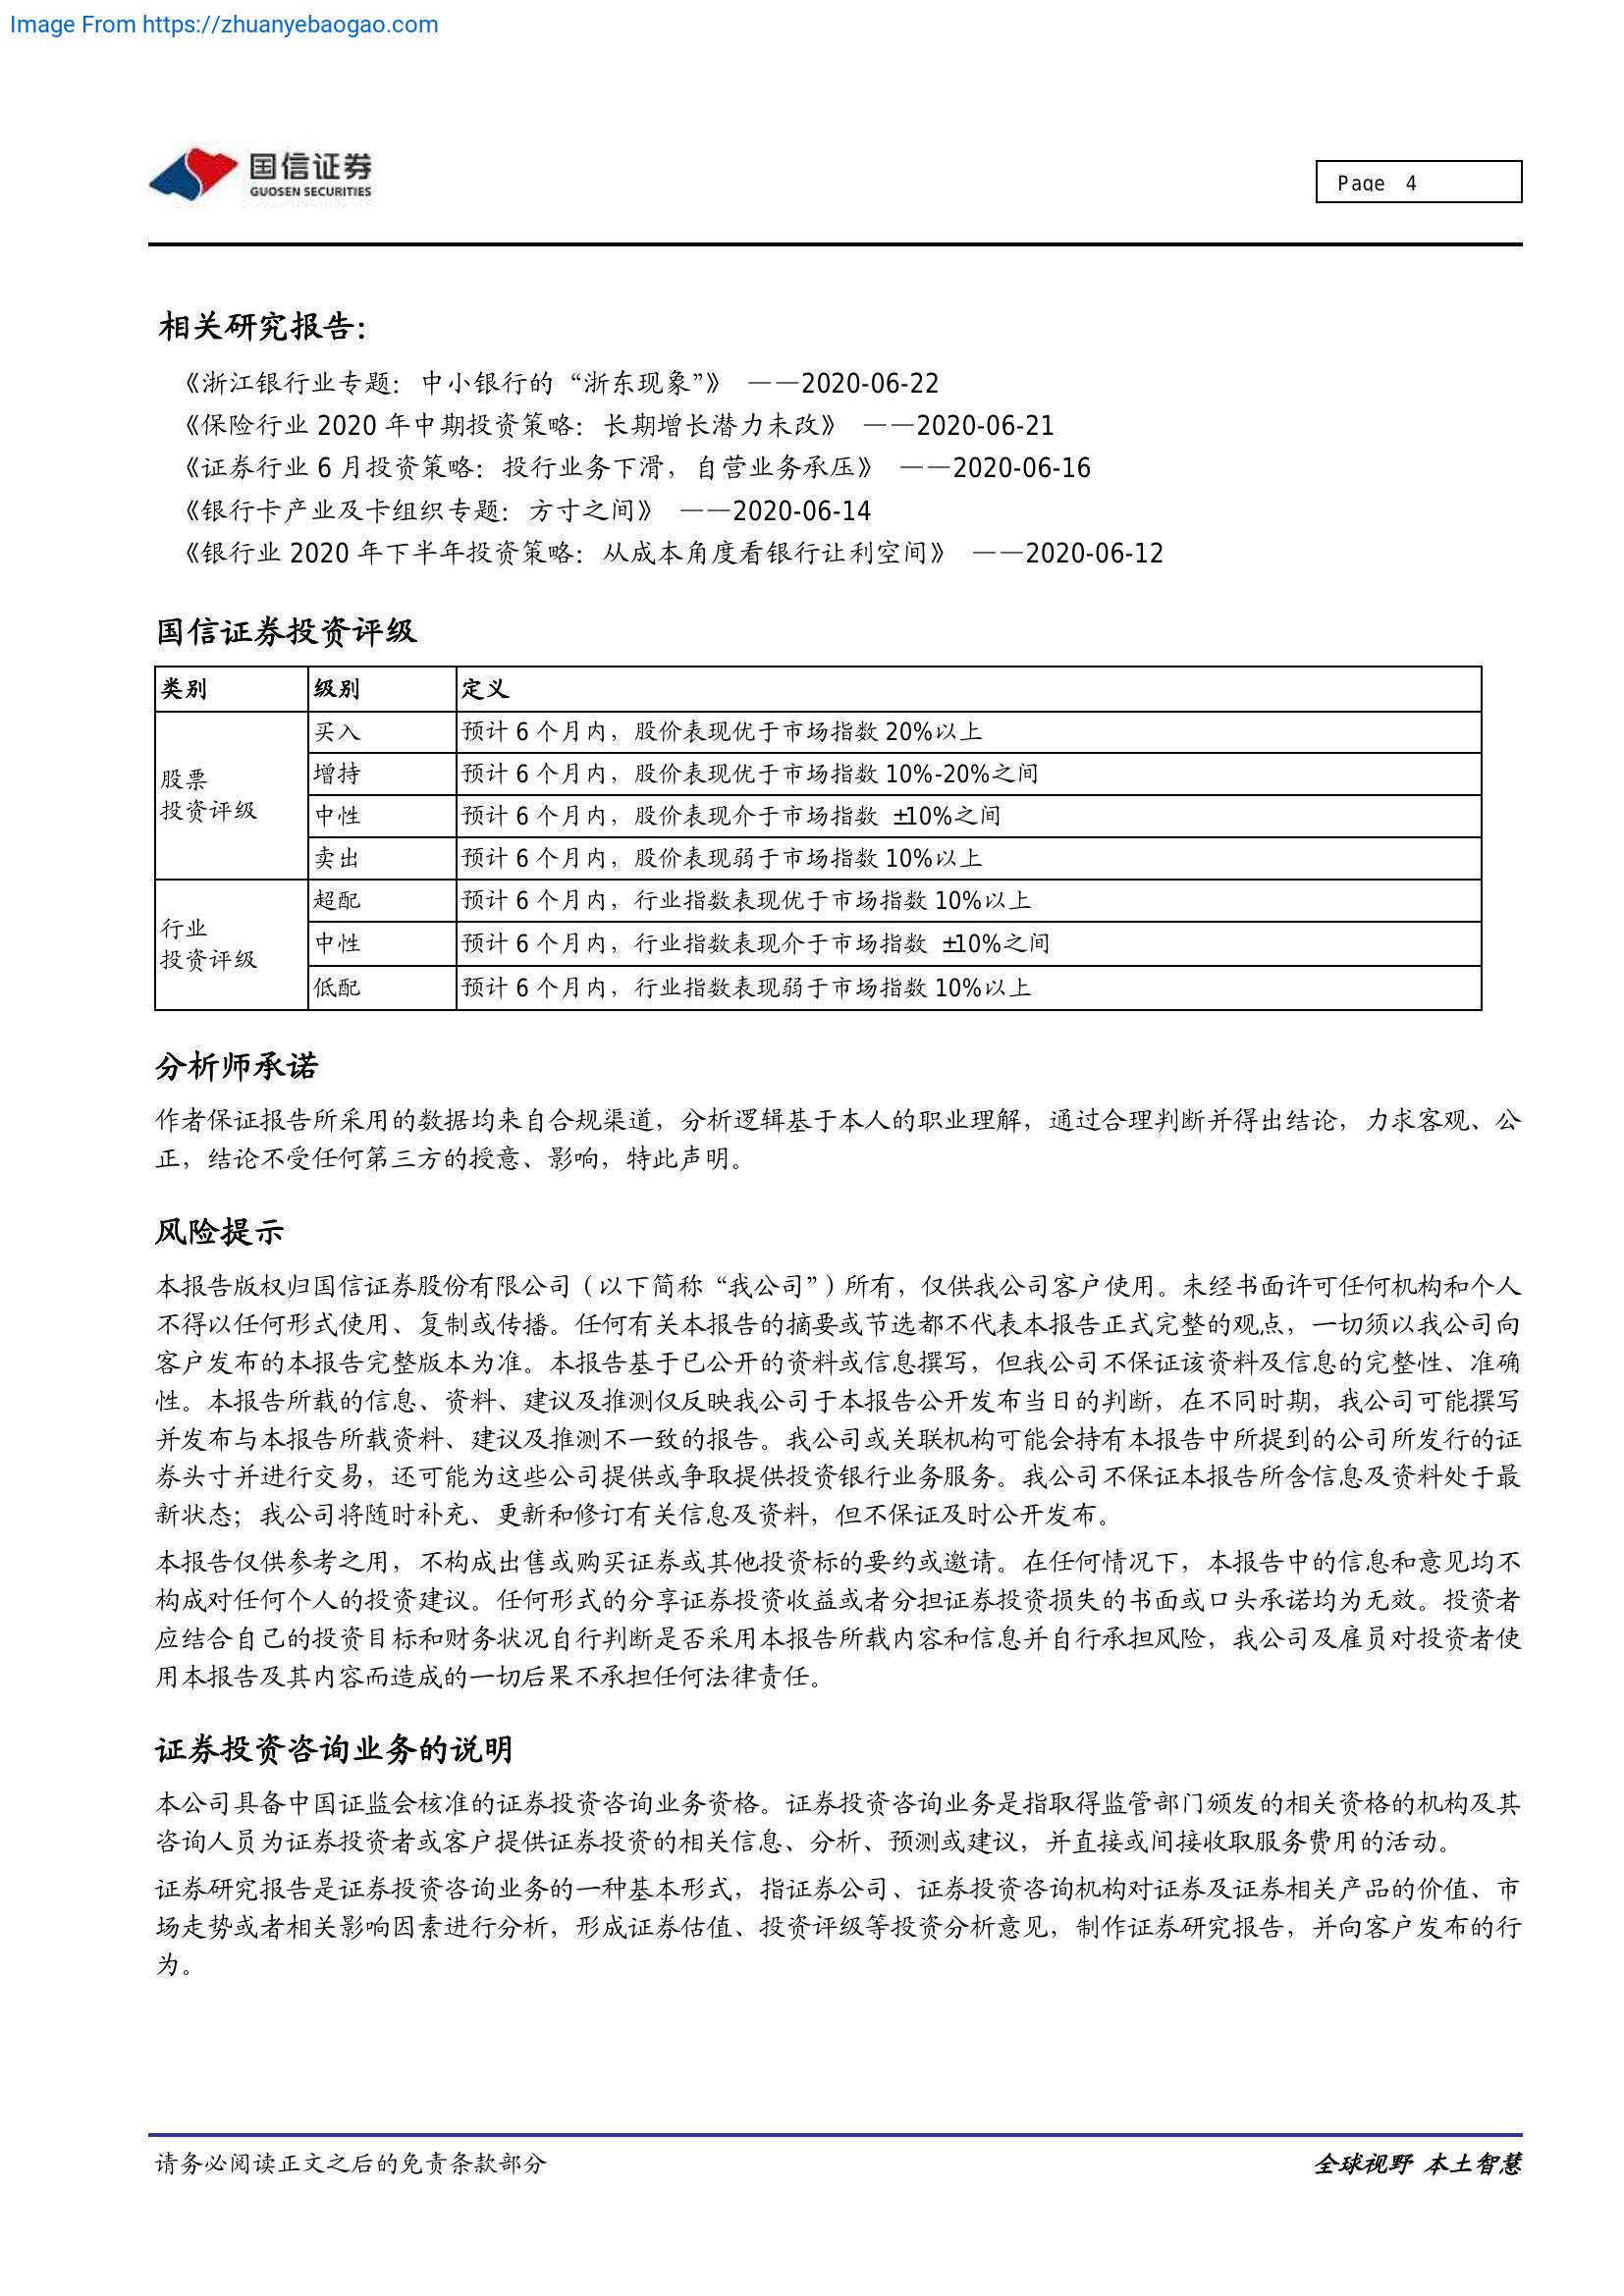 Image From https://zhuanyebaogao.com
国信证券
GUOSEN SECURITIES
Page 4
相关研究报告：
《浙江银行业专题：中小银行的“浙东现象”》 ——2020-06-22
《保险行业 2020 年中期投资策略：长期增长潜力未改》 ——2020-06-21
《证券行业 6 月投资策略：投行业务下滑，自营业务承压》 ——2020-06-16
《银行卡产业及卡组织专题：方寸之间》 ——2020-06-14
《银行业 2020 年下半年投资策略：从成本角度看银行让利空间》 ——2020-06-12
国信证券投资评级
类别 级别 定义
股票
投资评级
买入 预计 6 个月内，股价表现优于市场指数 20%以上
增持 预计 6 个月内，股价表现优于市场指数 10%-20%之间
中性 预计 6 个月内，股价表现介于市场指数 ±10%之间
卖出 预计 6 个月内，股价表现弱于市场指数 10%以上
行业
投资评级
超配 预计 6 个月内，行业指数表现优于市场指数 10%以上
中性 预计 6 个月内，行业指数表现介于市场指数 ±10%之间
低配 预计 6 个月内，行业指数表现弱于市场指数 10%以上
分析师承诺
作者保证报告所采用的数据均来自合规渠道，分析逻辑基于本人的职业理解，通过合理判断并得出结论，力求客观、公
正，结论不受任何第三方的授意、影响，特此声明。
风险提示
本报告版权归国信证券股份有限公司（以下简称“我公司”）所有，仅供我公司客户使用。未经书面许可任何机构和个人
不得以任何形式使用、复制或传播。任何有关本报告的摘要或节选都不代表本报告正式完整的观点，一切须以我公司向
客户发布的本报告完整版本为准。本报告基于已公开的资料或信息撰写，但我公司不保证该资料及信息的完整性、准确
性。本报告所载的信息、资料、建议及推测仅反映我公司于本报告公开发布当日的判断，在不同时期，我公司可能撰写
并发布与本报告所载资料、建议及推测不一致的报告。我公司或关联机构可能会持有本报告中所提到的公司所发行的证
券头寸并进行交易，还可能为这些公司提供或争取提供投资银行业务服务。我公司不保证本报告所含信息及资料处于最
新状态；我公司将随时补充、更新和修订有关信息及资料，但不保证及时公开发布。
本报告仅供参考之用，不构成出售或购买证券或其他投资标的要约或邀请。在任何情况下，本报告中的信息和意见均不
构成对任何个人的投资建议。任何形式的分享证券投资收益或者分担证券投资损失的书面或口头承诺均为无效。投资者
应结合自己的投资目标和财务状况自行判断是否采用本报告所载内容和信息并自行承担风险，我公司及雇员对投资者使
用本报告及其内容而造成的一切后果不承担任何法律责任。
证券投资咨询业务的说明
本公司具备中国证监会核准的证券投资咨询业务资格。证券投资咨询业务是指取得监管部门颁发的相关资格的机构及其
咨询人员为证券投资者或客户提供证券投资的相关信息、分析、预测或建议，并直接或间接收取服务费用的活动。
证券研究报告是证券投资咨询业务的一种基本形式，指证券公司、证券投资咨询机构对证券及证券相关产品的价值、市
场走势或者相关影响因素进行分析，形成证券估值、投资评级等投资分析意见，制作证券研究报告，并向客户发布的行
为。
请务必阅读正文之后的免责条款部分
全球视野 本土智慧